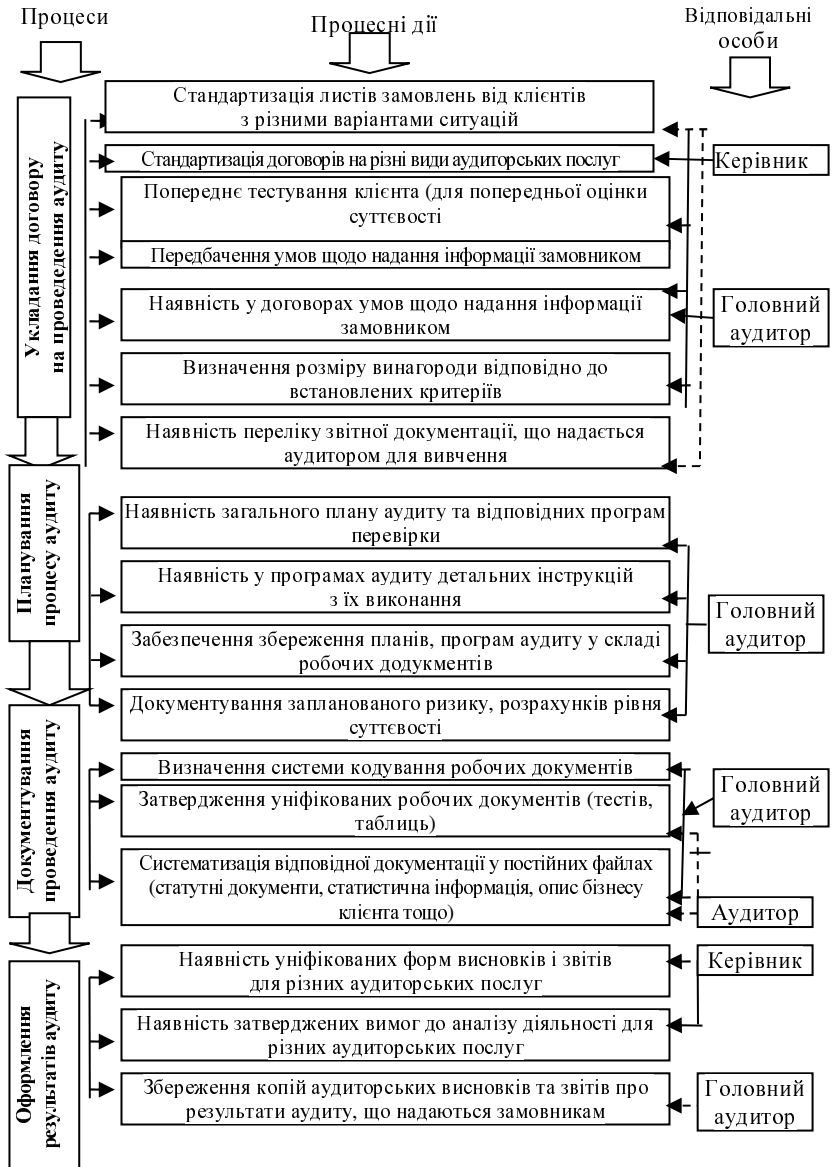 Процеси
Процесні дії
Відповідальні
особи
Укладання договору
на проведення аудиту
Стандартизація листів замовлень від клієнтів
з різними варіантами ситуацій
Стандартизація договорів на різні види аудиторських послуг
Керівник
Попереднє тестування клієнта (для попередньої оцінки
суттєвості
Передбачення умов щодо надання інформації замовником
Наявність у договорах умов щодо надання інформації
замовником
Головний
аудитор
Визначення розміру винагороди відповідно до
встановлених критеріїв
Наявність переліку звітної документації, що надається
аудитором для вивчення
Планування
процесу аудиту
Наявність загального плану аудиту та відповідних програм
перевірки
Наявність у програмах аудиту детальних інструкцій
з їх виконання
Головний
аудитор
Забезпечення збереження планів, програм аудиту у складі
робочих додукментів
Документування запланованого ризику, розрахунків рівня
суттєвості
Документування
проведення аудиту
Визначення системи кодування робочих документів
Затвердження уніфікованих робочих документів (тестів,
таблиць)
Головний
аудитор
Систематизація відповідної документації у постійних файлах
(статутні документи, статистична інформація, опис бізнесу
клієнта тощо)
Аудитор
Оформлення
результатів аудиту
Наявність уніфікованих форм висновків і звітів
для різних аудиторських послуг
Керівник
Наявність затверджених вимог до аналізу діяльності для
різних аудиторських послуг
Збереження копій аудиторських висновків та звітів про
результати аудиту, що надаються замовникам
Головний
аудитор